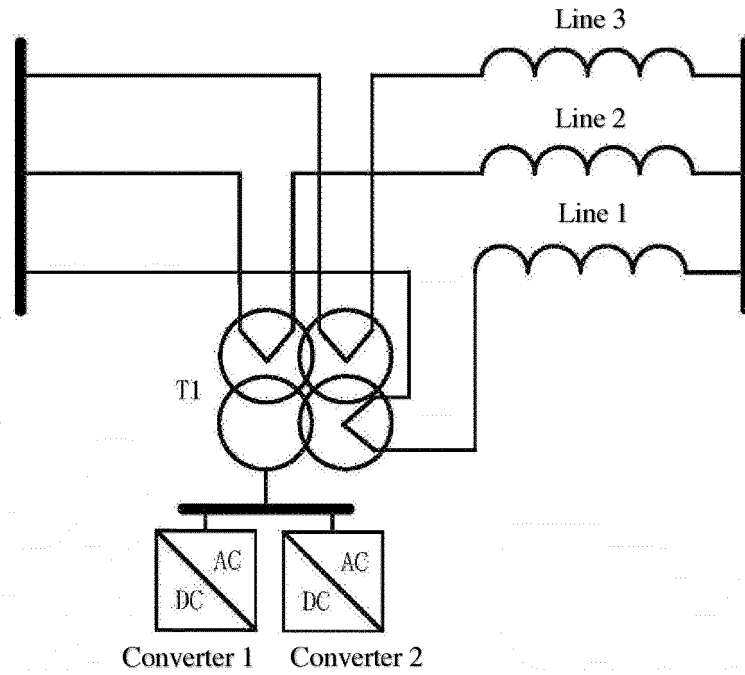 Line 3
Line 2
Line 1
T1
AC
DC
AC
DC
Converter 1
Converter 2